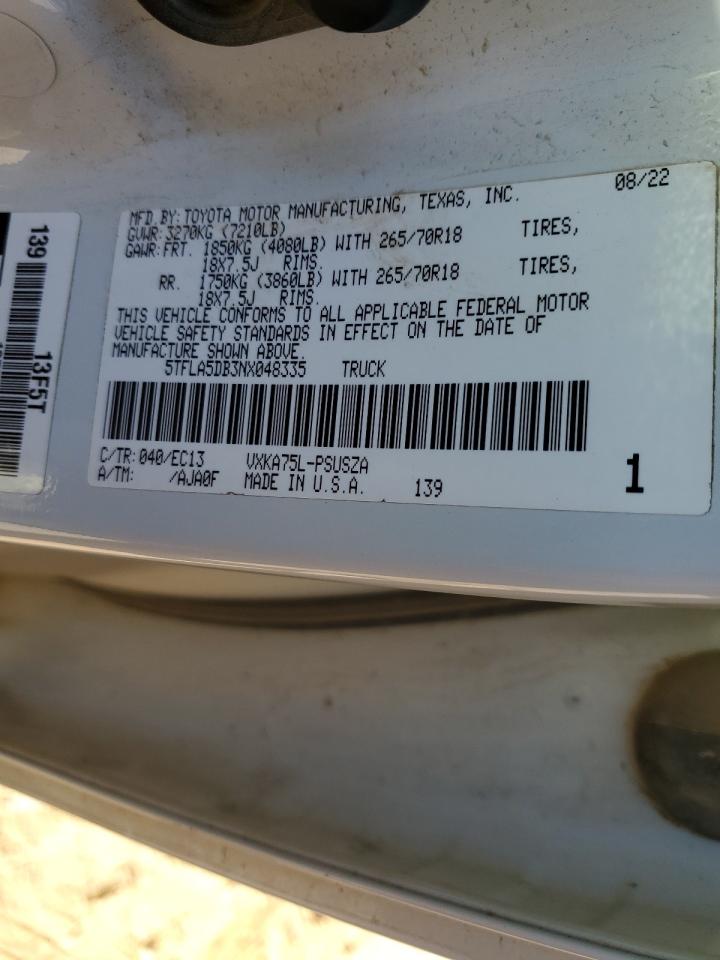 MFD.BY: TOYOTA MOTOR MANUFACTURING, TEXAS, INC. 08/22
GVWR: 3270KG (7210LB)
GAWR: FRT. 1850KG (4080LB) WITH 265/70R18 TIRES,
18X7.5J RIMS.
RR. 1750KG (3860LB) WITH 265/70R18 TIRES,
18X7.5J RIMS.
THIS VEHICLE CONFORMS TO ALL APPLICABLE FEDERAL MOTOR
VEHICLE SAFETY STANDARDS IN EFFECT ON THE DATE OF
MANUFACTURE SHOWN ABOVE.
5TFLA5DB3NX048335 TRUCK
C/TR: 040/EC13 VXKA75L-PSUSZA
A/TM: /AJA0F MADE IN U.S.A. 139 1
139 13F5T